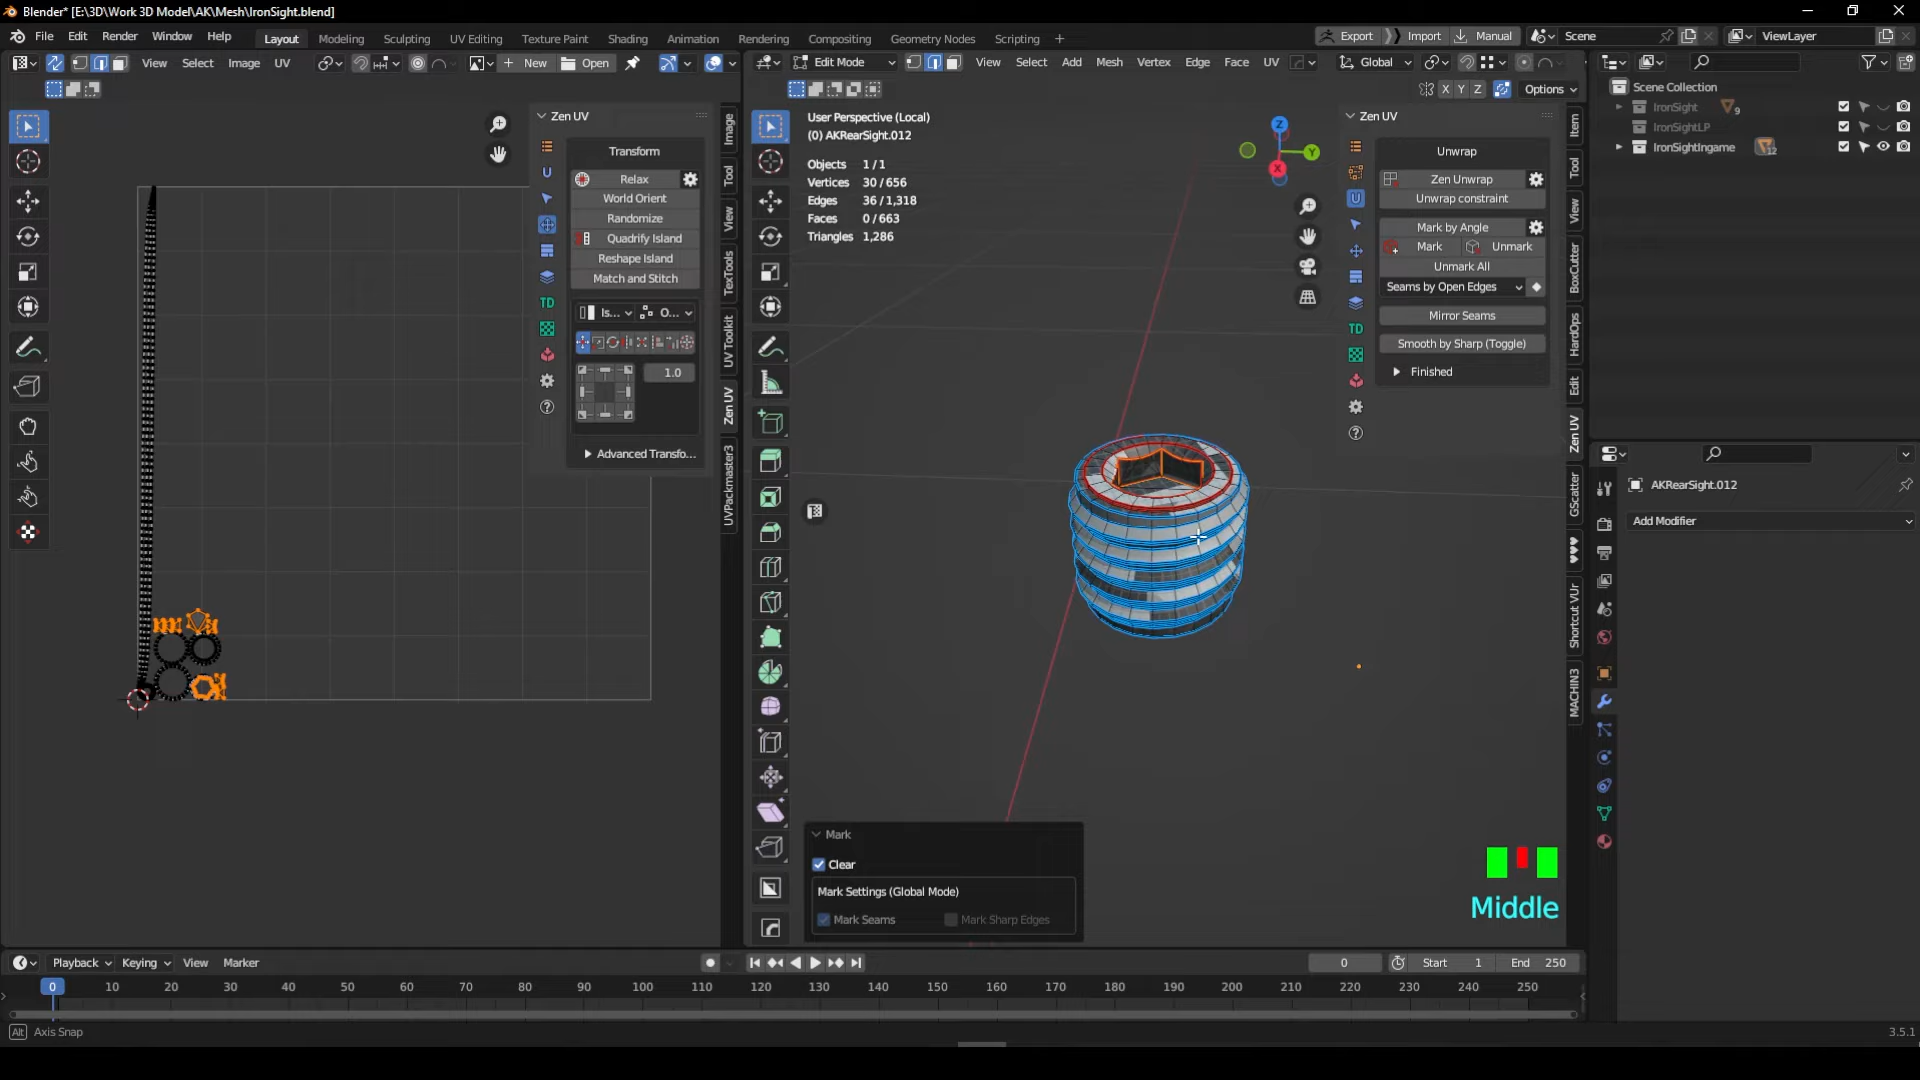 Blender* [E:\3D\Work 3D Model\AK\Mesh\IronSight.blend]
File Edit Render Window Help Layout Modeling Sculpting UV Editing Texture Paint Shading Animation Rendering Compositing Geometry Nodes Scripting +
Export Import Manual Scene ViewLayer
View Select Image UV New Open
Edit Mode View Select Add Mesh Vertex Edge Face UV Global
X Y Z Options
Zen UV
Transform
Relax
World Orient
Randomize
Quadrify Island
Reshape Island
Match and Stitch
Is... O...
1.0
Advanced Transfo...
TD
Image
Tool
View
TexTools
UV Toolkit
Zen UV
UVPackmaster3
User Perspective (Local)
(0) AKRearSight.012
Objects 1/1
Vertices 30/656
Edges 36/1,318
Faces 0/663
Triangles 1,286
Z
Y
X
Zen UV
Unwrap
Zen Unwrap
Unwrap constraint
Mark by Angle
Mark Unmark
Unmark All
Seams by Open Edges
Mirror Seams
Smooth by Sharp (Toggle)
Finished
TD
Item
Tool
View
BoxCutter
HardOps
Edit
Zen UV
GScatter
♥♥♥
Shortcut VUr
MACHIN3
Scene Collection
IronSight 9
IronSightLP
IronSightIngame 12
AKRearSight.012
Add Modifier
Mark
Clear
Mark Settings (Global Mode)
Mark Seams Mark Sharp Edges
Middle
Playback Keying View Marker 0 Start 1 End 250
0 10 20 30 40 50 60 70 80 90 100 110 120 130 140 150 160 170 180 190 200 210 220 230 240 250
Alt Axis Snap 3.5.1